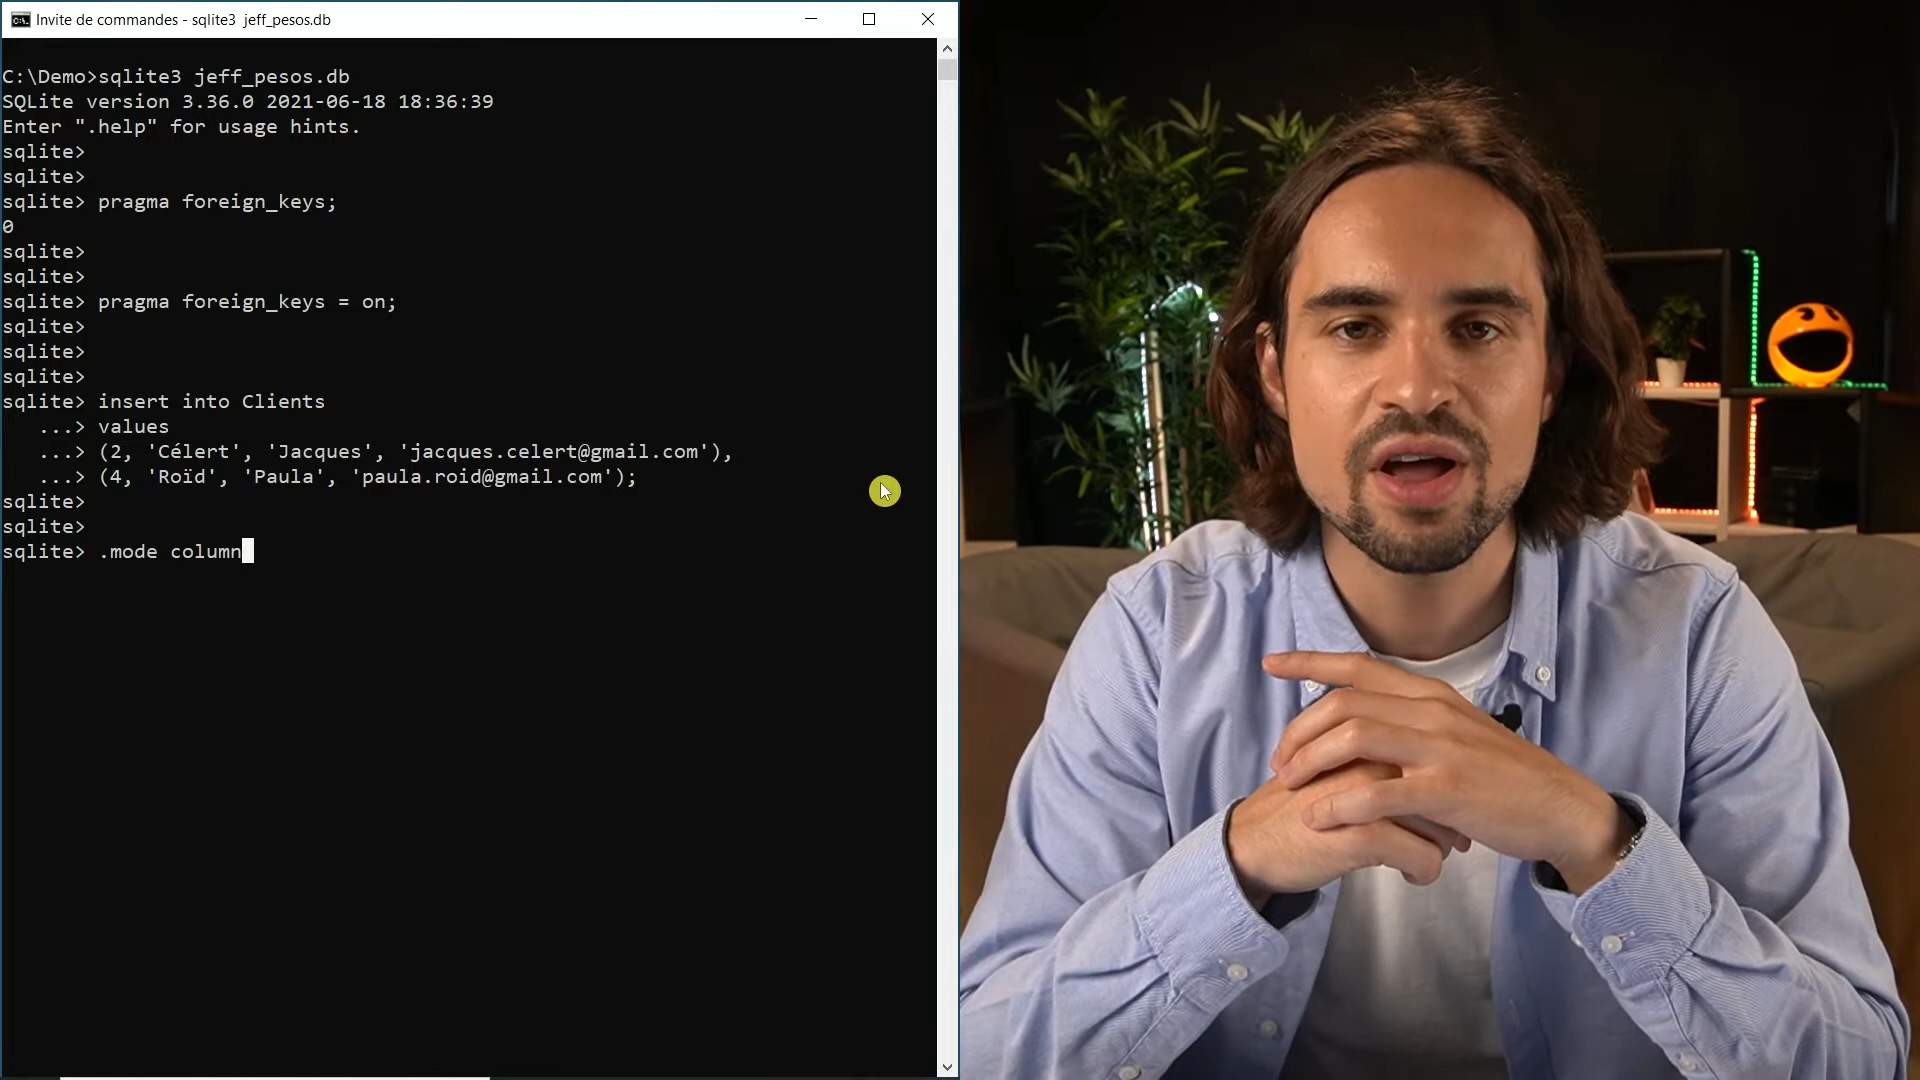 Invite de commandes - sqlite3 jeff_pesos.db
C:\Demo>sqlite3 jeff_pesos.db
SQLite version 3.36.0 2021-06-18 18:36:39
Enter ".help" for usage hints.
sqlite>
sqlite>
sqlite> pragma foreign_keys;
0
sqlite>
sqlite>
sqlite> pragma foreign_keys = on;
sqlite>
sqlite>
sqlite>
sqlite> insert into Clients
...> values
...> (2, 'Célert', 'Jacques', 'jacques.celert@gmail.com'),
...> (4, 'Roïd', 'Paula', 'paula.roid@gmail.com');
sqlite>
sqlite>
sqlite> .mode column